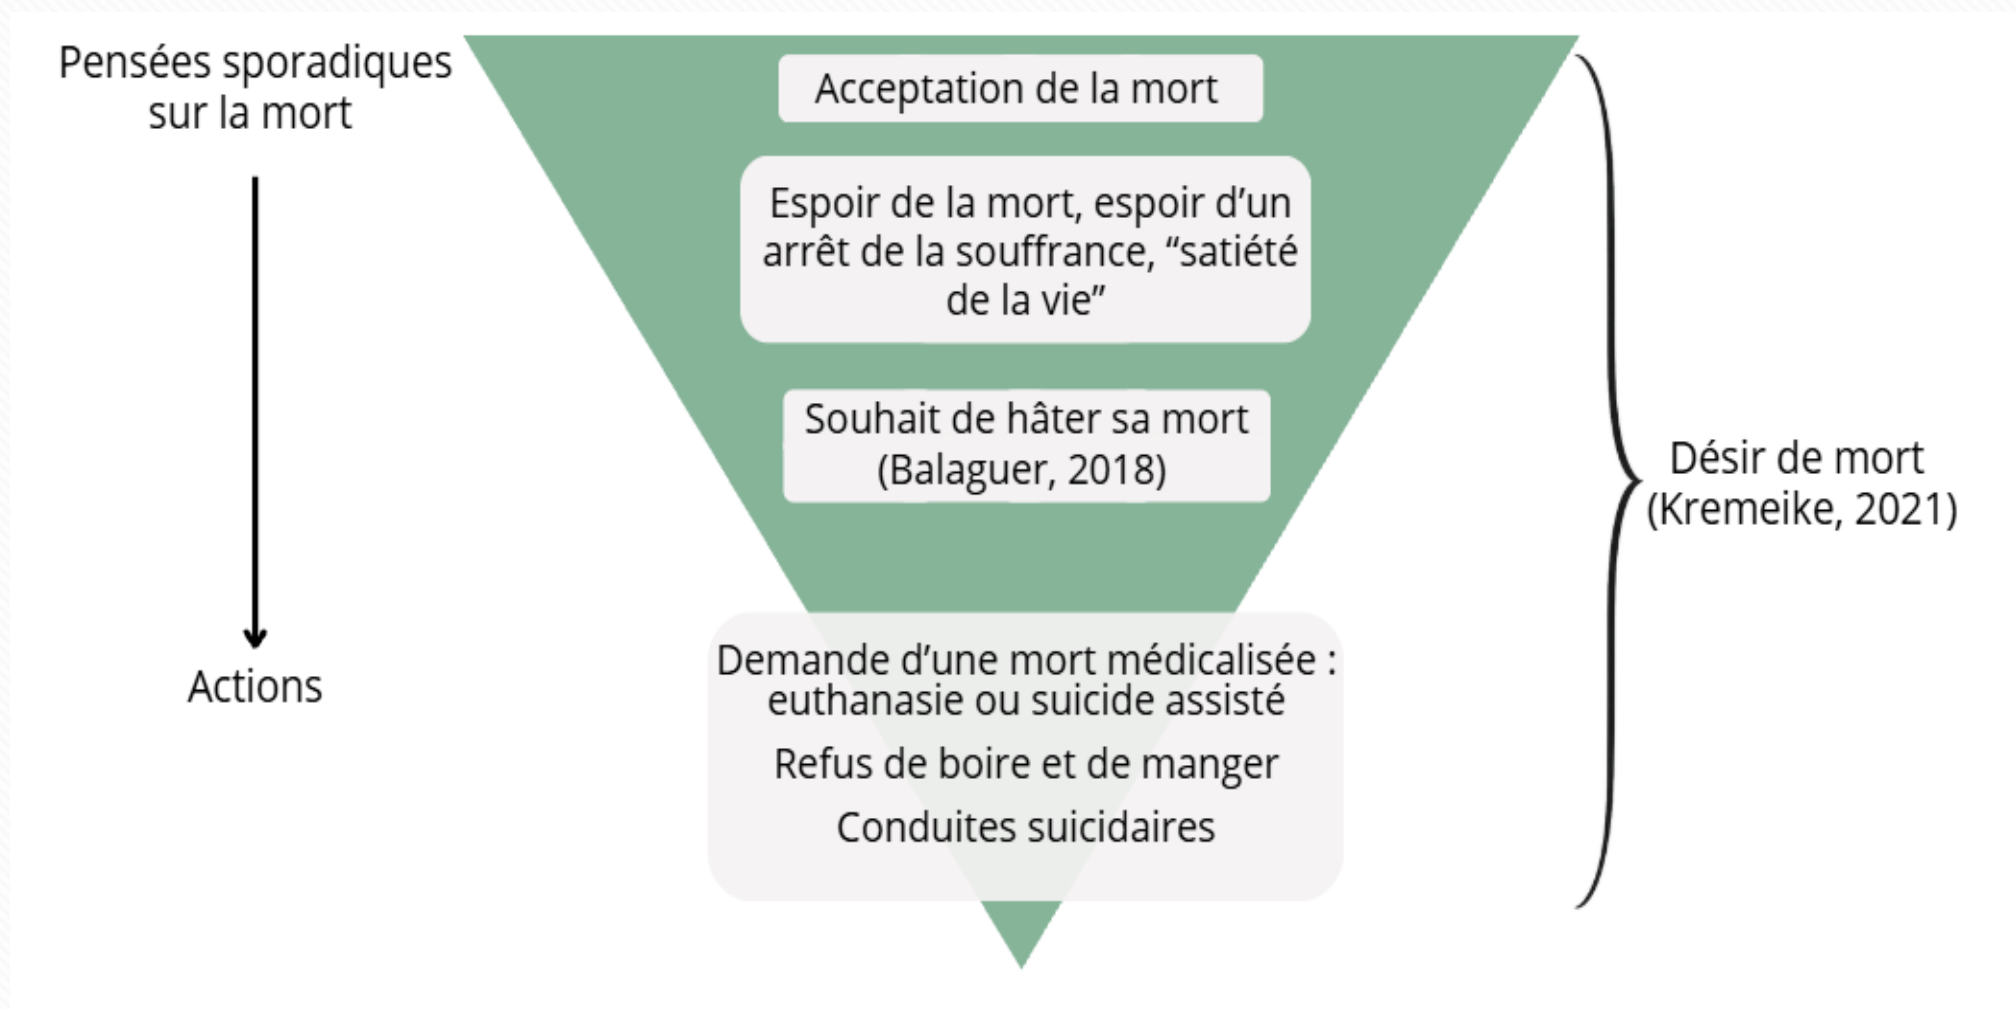 Pensées sporadiques
sur la mort
Actions
Acceptation de la mort
Espoir de la mort, espoir d’un
arrêt de la souffrance, “satiété
de la vie”
Souhait de hâter sa mort
(Balaguer, 2018)
Demande d’une mort médicalisée :
euthanasie ou suicide assisté
Refus de boire et de manger
Conduites suicidaires
Désir de mort
(Kremeike, 2021)